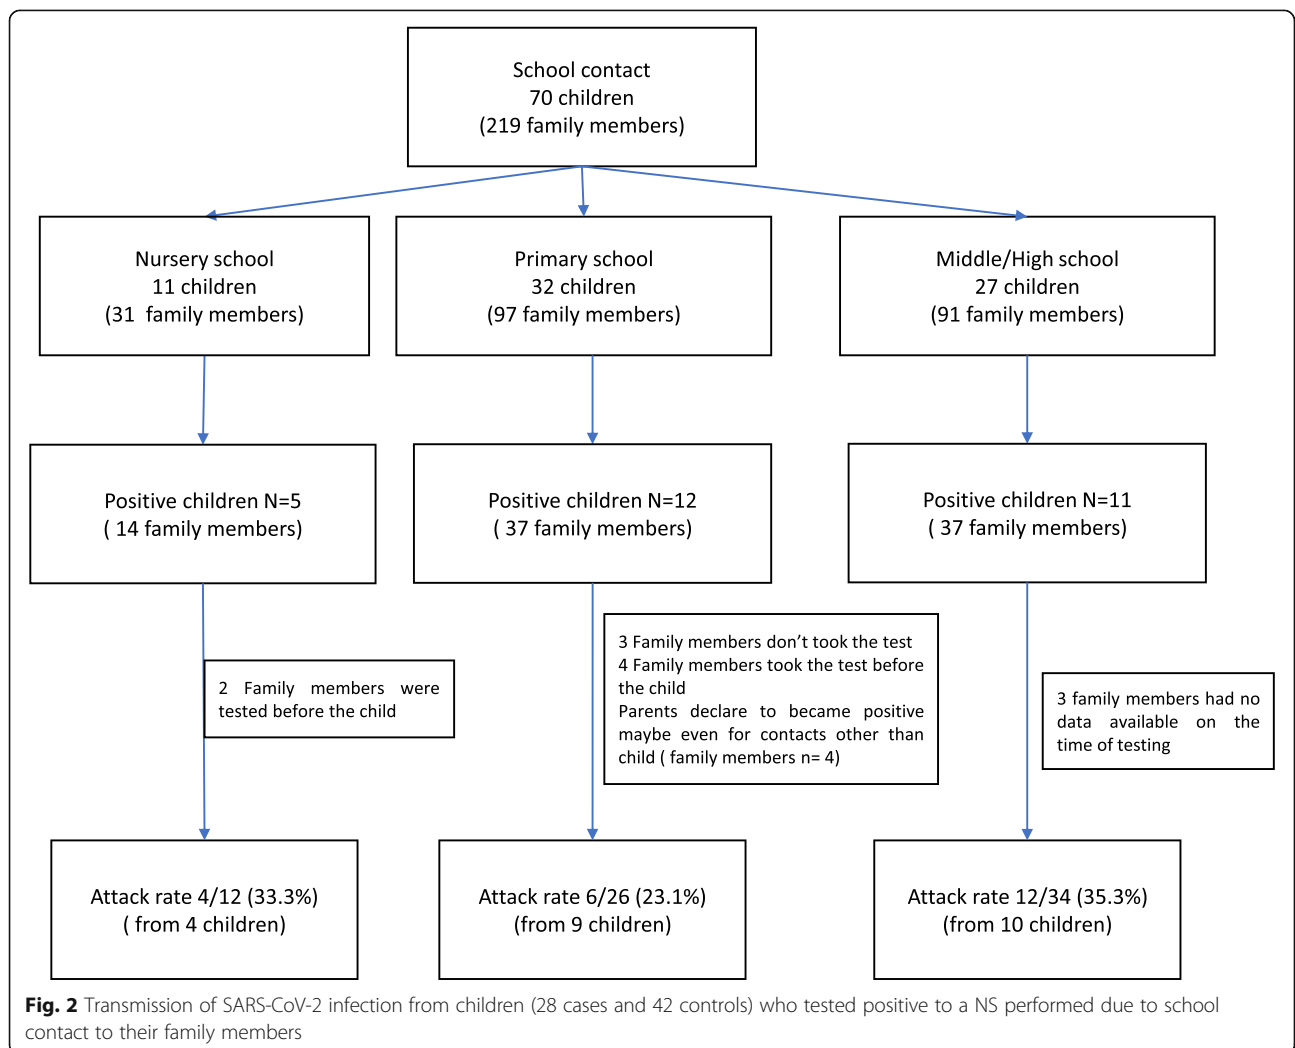 School contact
70 children
(219 family members)
Nursery school
11 children
(31 family members)
Primary school
32 children
(97 family members)
Middle/High school
27 children
(91 family members)
Positive children N=5
( 14 family members)
Positive children N=12
( 37 family members)
Positive children N=11
( 37 family members)
2 Family members were
tested before the child
3 Family members don’t took the test
4 Family members took the test before
the child
Parents declare to became positive
maybe even for contacts other than
child ( family members n= 4)
3 family members had no
data available on the
time of testing
Attack rate 4/12 (33.3%)
( from 4 children)
Attack rate 6/26 (23.1%)
(from 9 children)
Attack rate 12/34 (35.3%)
(from 10 children)
Fig. 2 Transmission of SARS-CoV-2 infection from children (28 cases and 42 controls) who tested positive to a NS performed due to school
contact to their family members